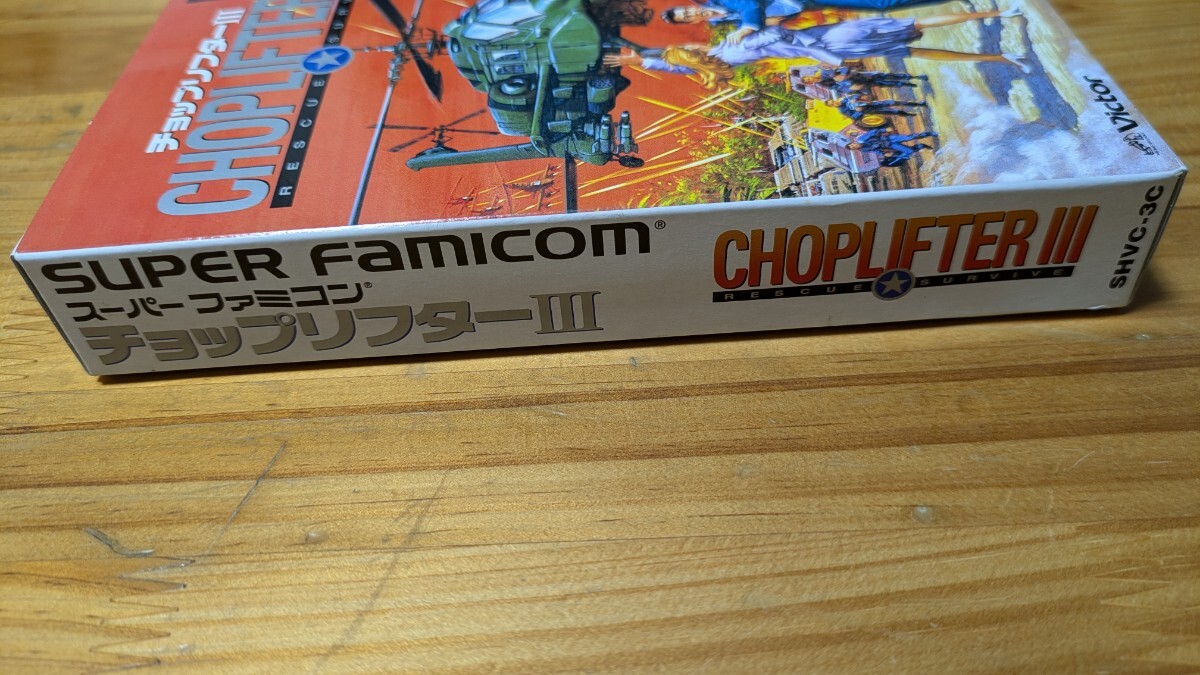 チョップリフターIII
CHOPLIFTER
RESCUE
Victor
SUPER FAMICOM®
スーパーファミコン®
チョップリフターIII
CHOPLIFTER III
RESCUE SURVIVE
SHVC-3C